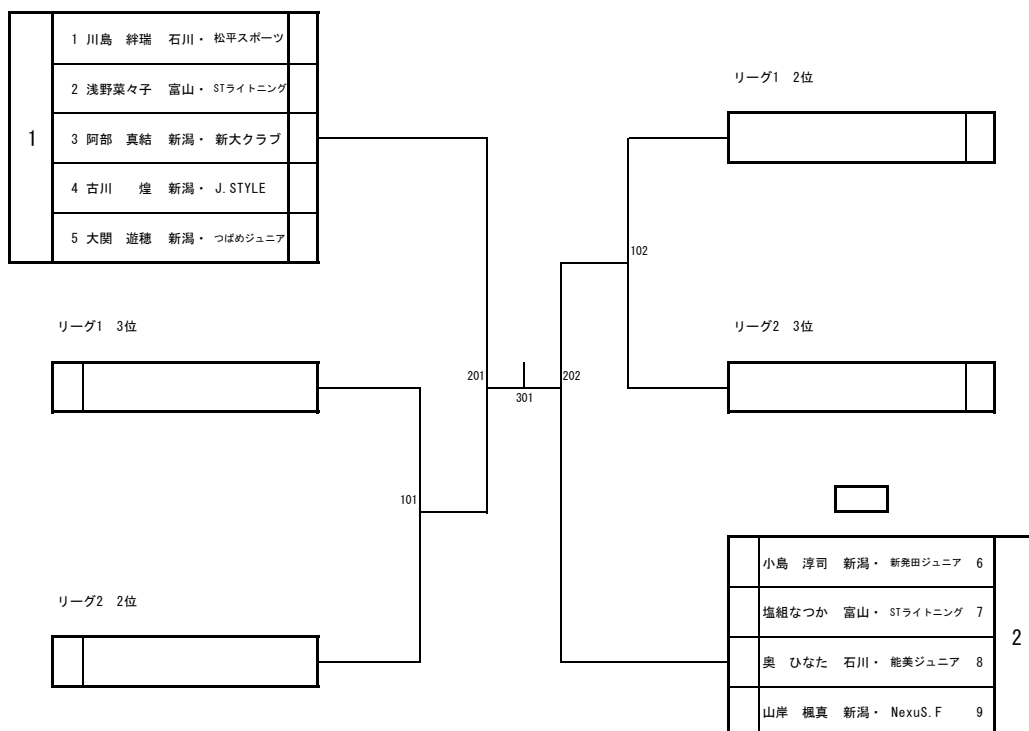 1 川島　絆瑞　石川・ 松平スポーツ
2 浅野菜々子　富山・ STライトニング
1
3 阿部　真結　新潟・ 新大クラブ
4 古川　　煌　新潟・ J.STYLE
5 大関　遊穂　新潟・ つばめジュニア
リーグ1　3位
201
101
リーグ2　2位
301
リーグ1　2位
102
リーグ2　3位
202
小島　淳司　新潟・ 新発田ジュニア 6
塩組なつか　富山・ STライトニング 7
2
奥　ひなた　石川・ 能美ジュニア 8
山岸　楓真　新潟・ NexuS.F 9